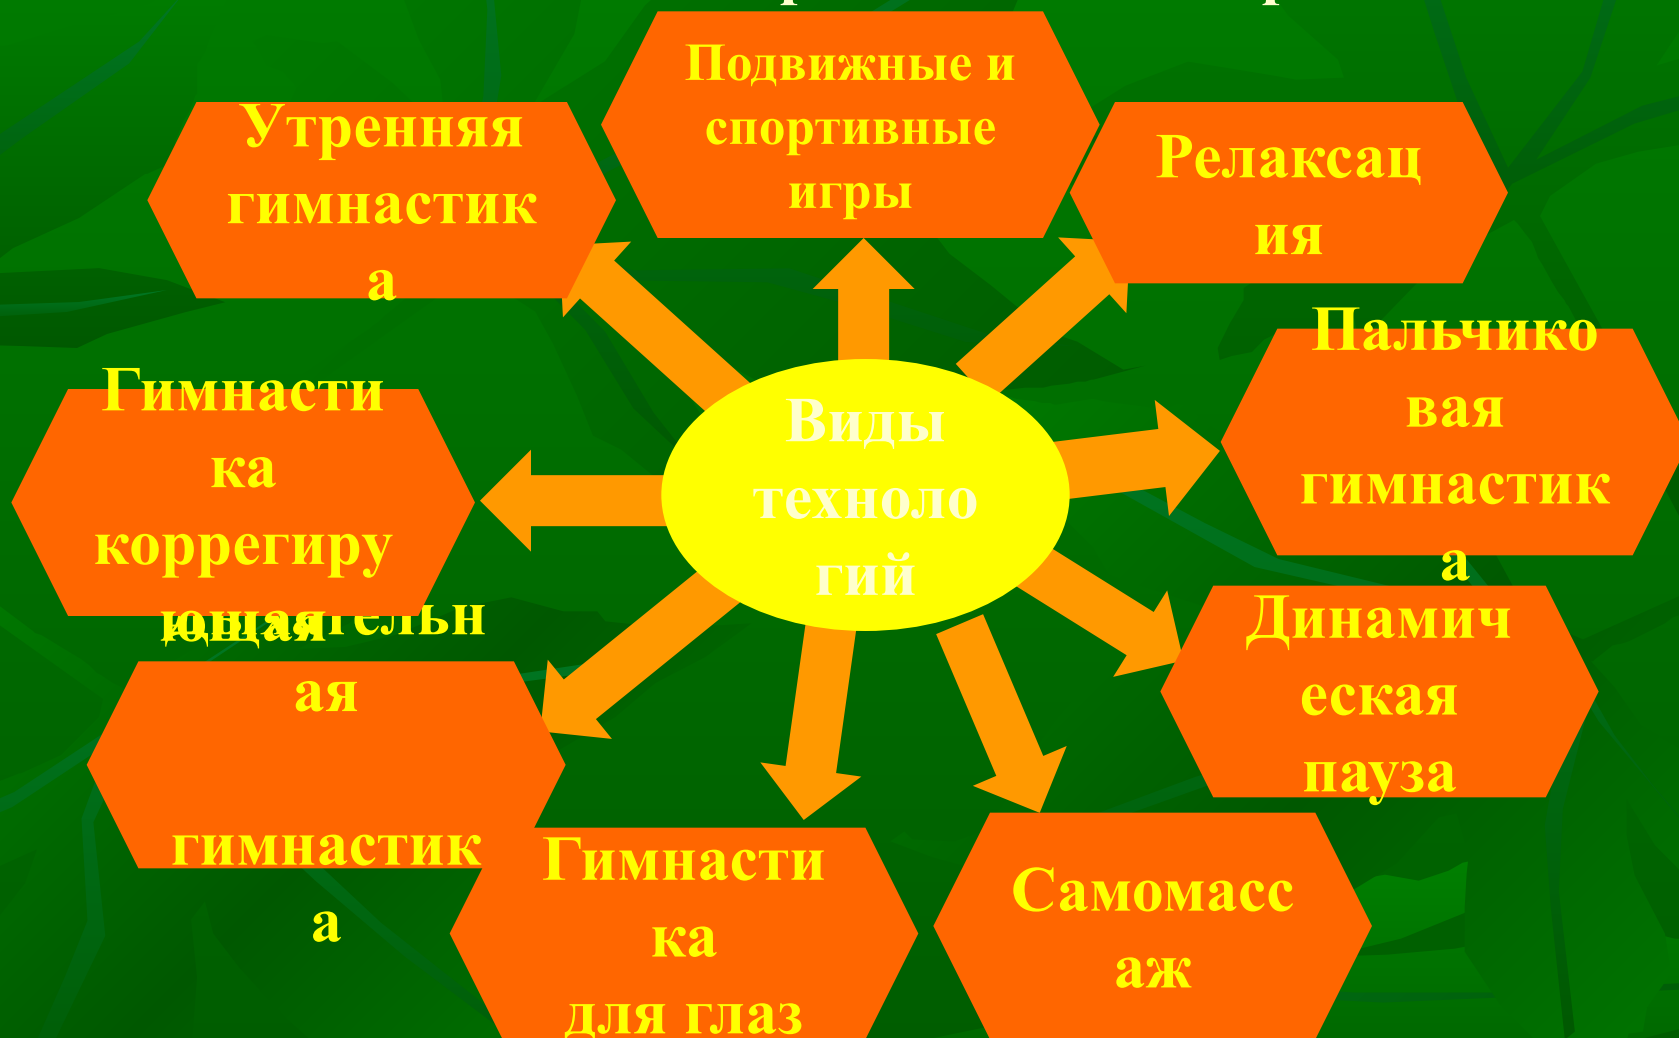 Подвижные и
спортивные
игры
Утренняя
гимнастик
а
Релаксац
ия
Пальчико
вая
гимнастик
а
Гимнасти
ка
коррегиру
ющая
Виды
техноло
гий
Динамич
еская
пауза
ая
гимнастик
а
Гимнасти
ка
для глаз
Самомасс
аж